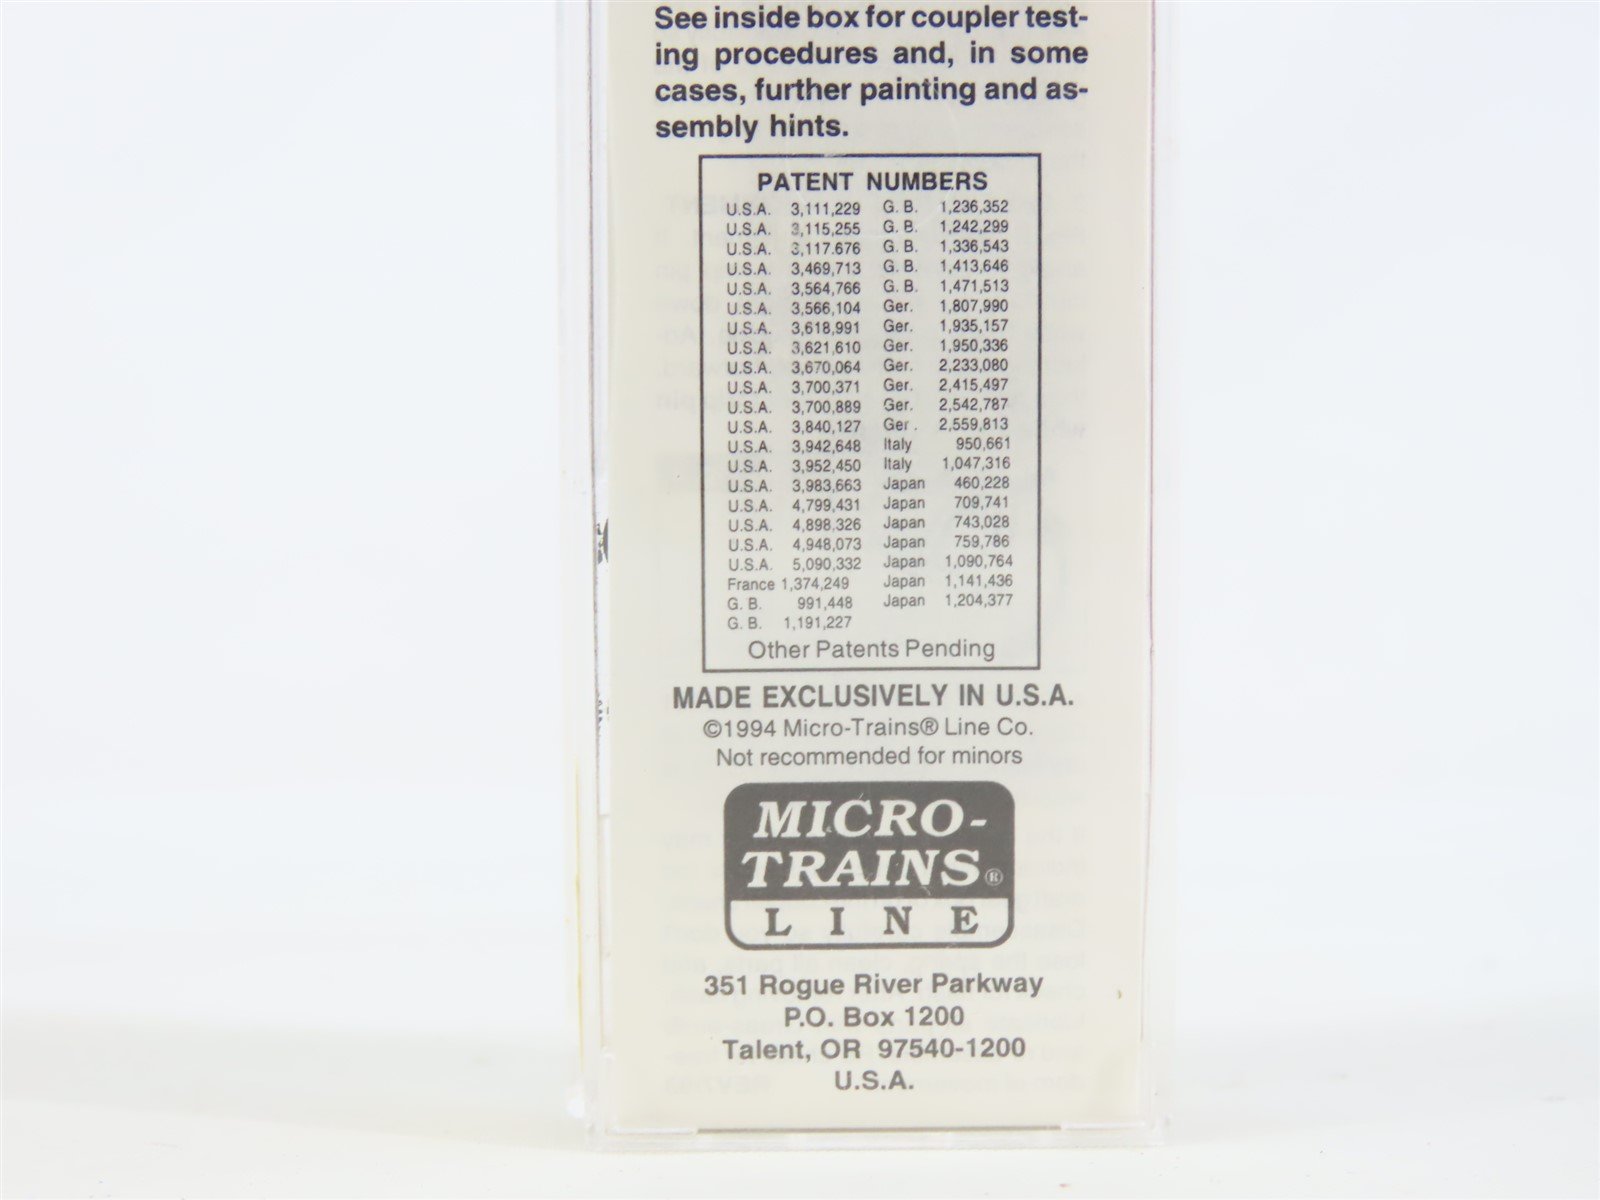 See inside box for coupler test-
ing procedures and, in some
cases, further painting and as-
sembly hints.
PATENT NUMBERS
U.S.A. 3,111,229 G. B. 1,236,352
U.S.A. 3,115,255 G. B. 1,242,299
U.S.A. 3,117.676 G. B. 1,336,543
U.S.A. 3,469,713 G. B. 1,413,646
U.S.A. 3,564,766 G. B. 1,471,513
U.S.A. 3,566,104 Ger. 1,807,990
U.S.A. 3,618,991 Ger. 1,935,157
U.S.A. 3,621,610 Ger. 1,950,336
U.S.A. 3,670,064 Ger. 2,233,080
U.S.A. 3,700,371 Ger. 2,415,497
U.S.A. 3,700,889 Ger. 2,542,787
U.S.A. 3,840,127 Ger. 2,559,813
U.S.A. 3,942,648 Italy 950,661
U.S.A. 3,952,450 Italy 1,047,316
U.S.A. 3,983,663 Japan 460,228
U.S.A. 4,799,431 Japan 709,741
U.S.A. 4,898,326 Japan 743,028
U.S.A. 4,948,073 Japan 759,786
U.S.A. 5,090,332 Japan 1,090,764
France 1,374,249 Japan 1,141,436
G. B. 991,448 Japan 1,204,377
G. B. 1,191,227
Other Patents Pending
MADE EXCLUSIVELY IN U.S.A.
©1994 Micro-Trains® Line Co.
Not recommended for minors
MICRO-
TRAINS®
LINE
351 Rogue River Parkway
P.O. Box 1200
Talent, OR 97540-1200
U.S.A.